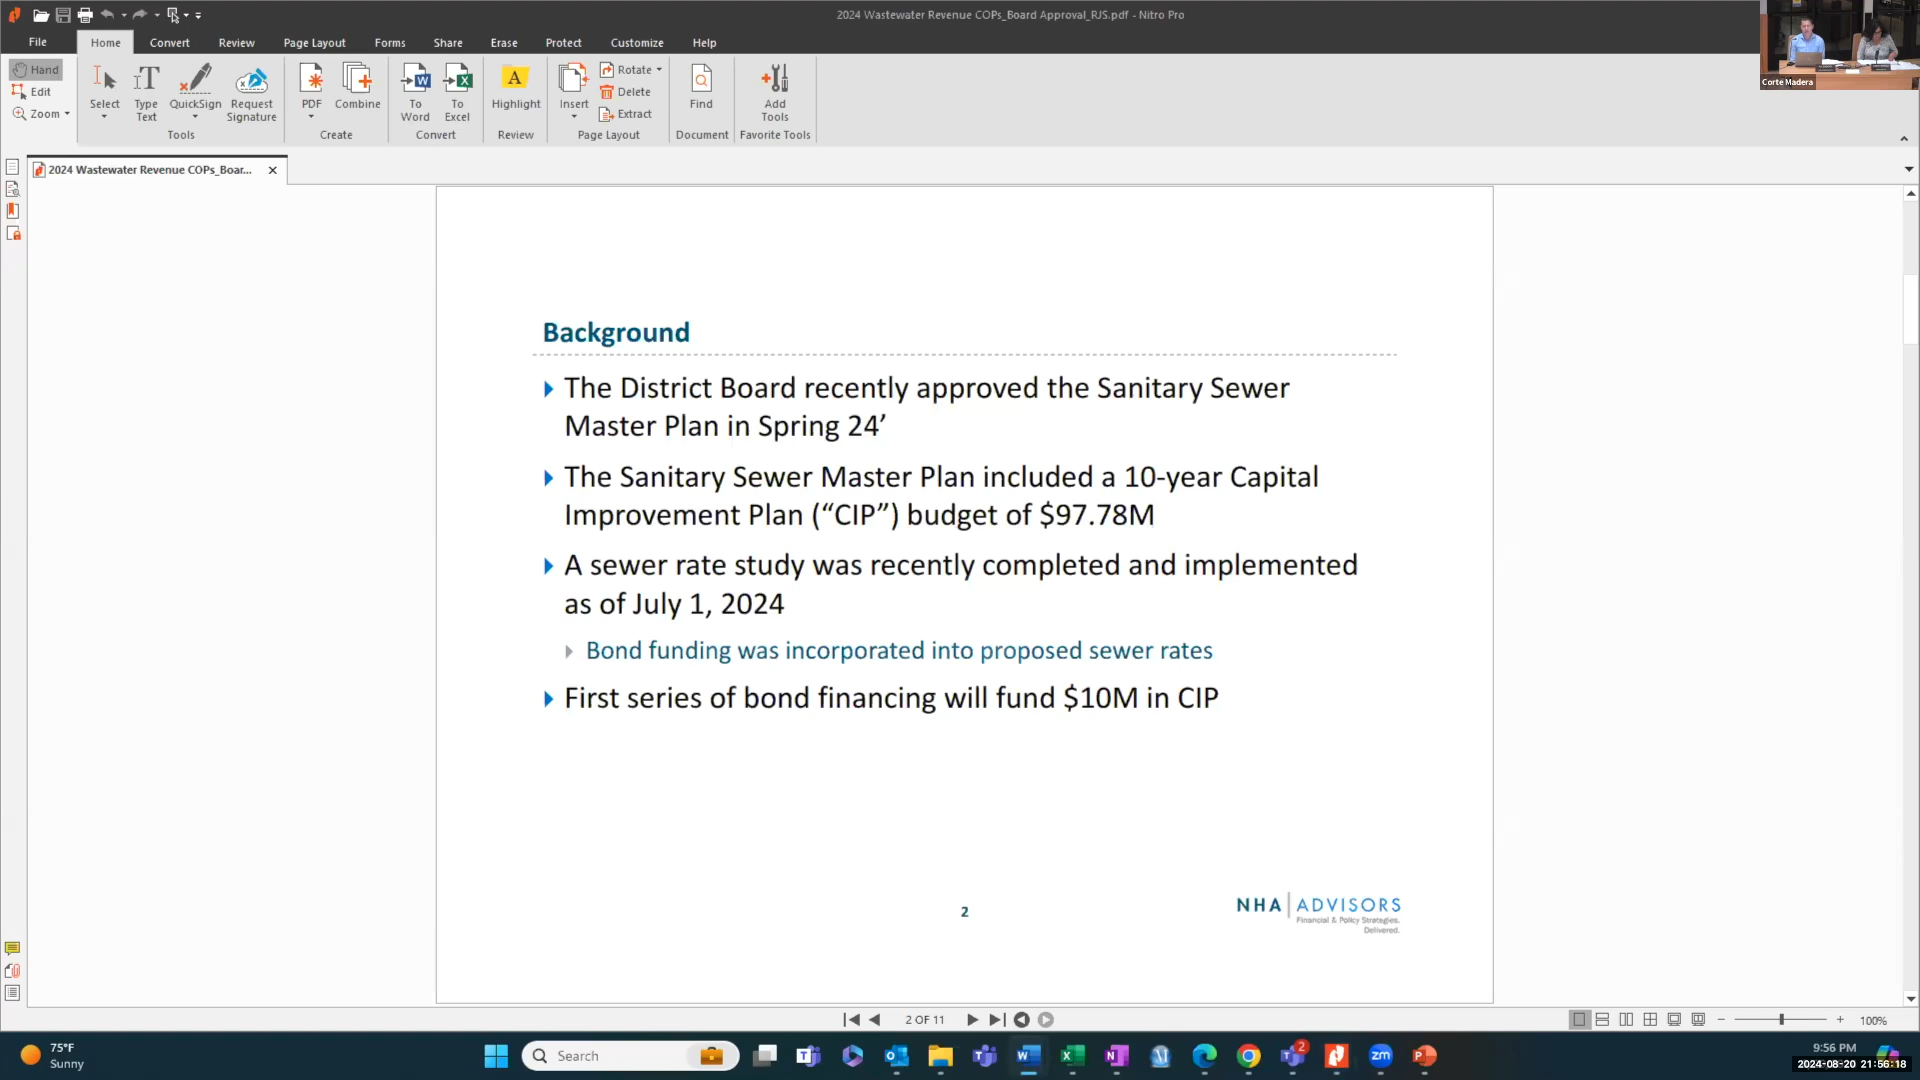 2024 Wastewater Revenue COPs_Board Approval_RJS.pdf - Nitro Pro
File
Home
Convert
Review
Page Layout
Forms
Share
Erase
Protect
Customize
Help
Hand
Edit
Zoom
Select
Type Text
QuickSign
Request Signature
Tools
PDF
Combine
Create
To Word
To Excel
Convert
Highlight
Review
Insert
Rotate
Delete
Extract
Page Layout
Find
Document
Add Tools
Favorite Tools
Corte Madera
2024 Wastewater Revenue COPs_Boar...
Background
The District Board recently approved the Sanitary Sewer
Master Plan in Spring 24’
The Sanitary Sewer Master Plan included a 10-year Capital
Improvement Plan (“CIP”) budget of $97.78M
A sewer rate study was recently completed and implemented
as of July 1, 2024
Bond funding was incorporated into proposed sewer rates
First series of bond financing will fund $10M in CIP
2
NHA ADVISORS
Financial & Policy Strategies.
Delivered.
2 OF 11
100%
75°F
Sunny
Search
2
zm
9:56 PM
2024-08-20 21:56:18